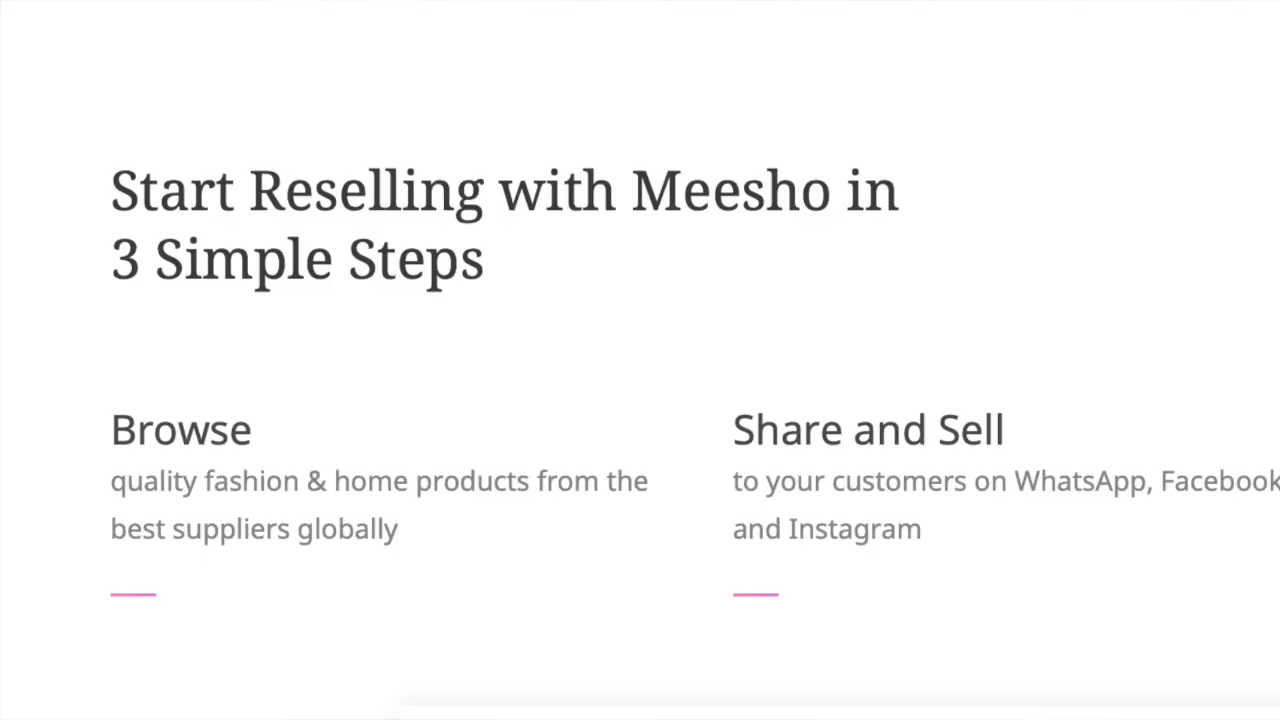 Start Reselling with Meesho in
3 Simple Steps
Browse
quality fashion & home products from the
best suppliers globally
Share and Sell
to your customers on WhatsApp, Facebook
and Instagram